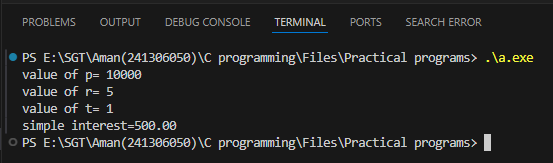 PROBLEMS OUTPUT DEBUG CONSOLE TERMINAL PORTS SEARCH ERROR
PS E:\SGT\Aman(241306050)\C programming\Files\Practical programs> .\a.exe
value of p= 10000
value of r= 5
value of t= 1
simple interest=500.00
PS E:\SGT\Aman(241306050)\C programming\Files\Practical programs>